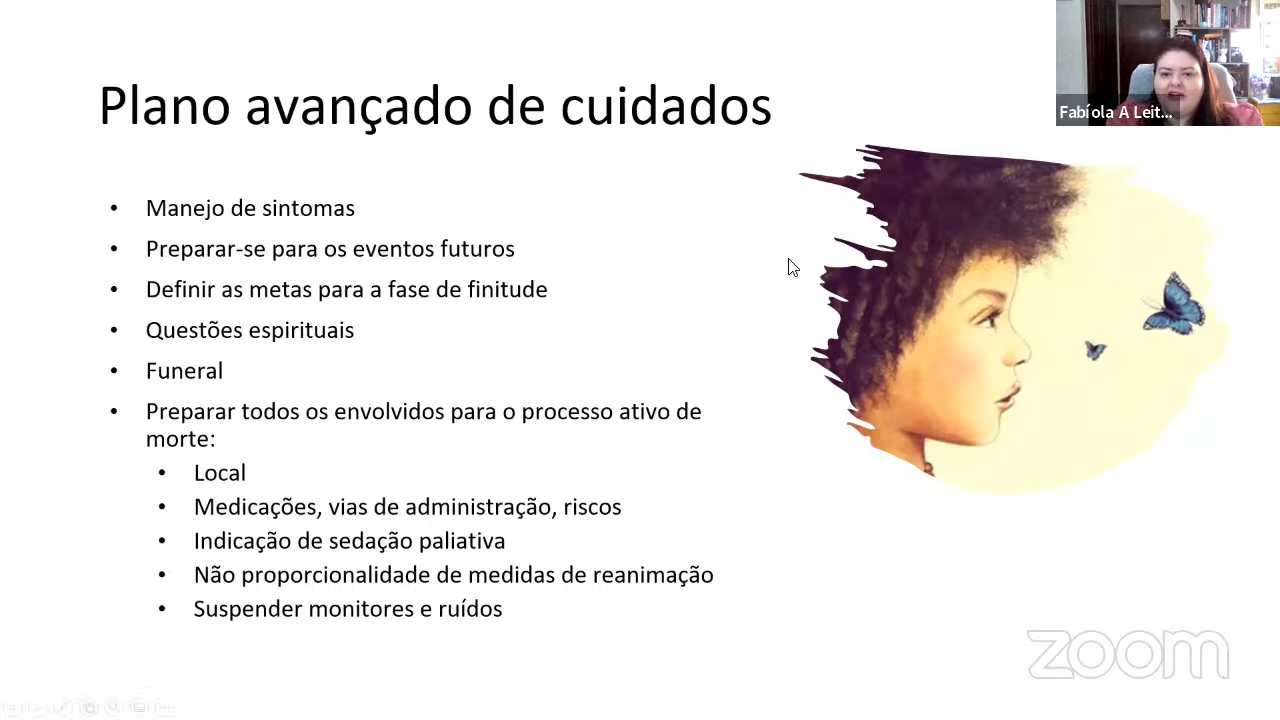 Plano avançado de cuidados
Fabíola A Leit...
• Manejo de sintomas
• Preparar-se para os eventos futuros
• Definir as metas para a fase de finitude
• Questões espirituais
• Funeral
• Preparar todos os envolvidos para o processo ativo de
morte:
• Local
• Medicações, vias de administração, riscos
• Indicação de sedação paliativa
• Não proporcionalidade de medidas de reanimação
• Suspender monitores e ruídos
zoom